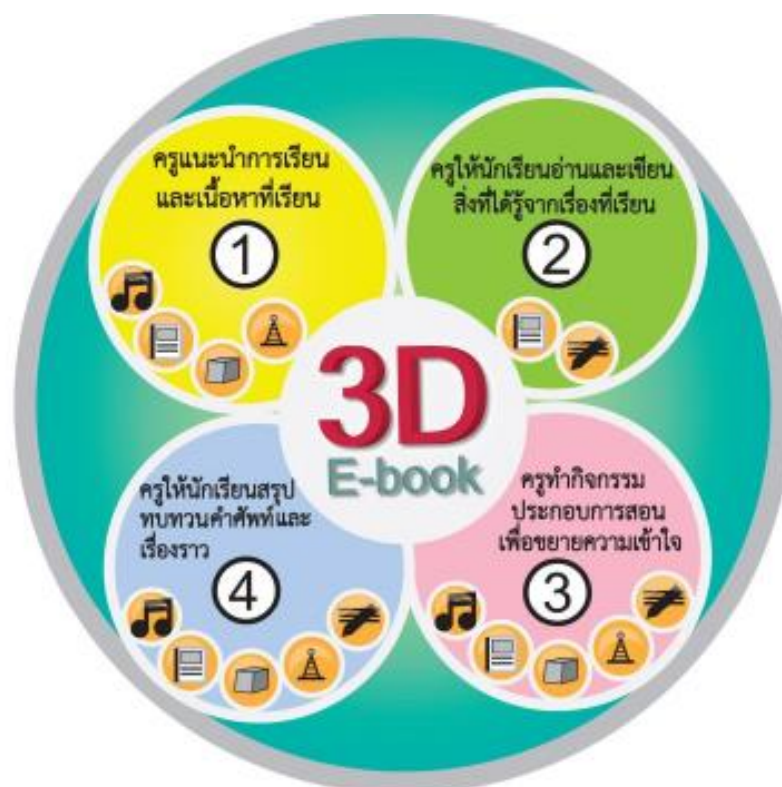 ครูแนะนำการเรียน
และเนื้อหาที่เรียน
1
ครูให้นักเรียนอ่านและเขียน
สิ่งที่ได้รู้จากเรื่องที่เรียน
2
3D
E-book
ครูทำกิจกรรม
ประกอบการสอน
เพื่อขยายความเข้าใจ
3
ครูให้นักเรียนสรุป
ทบทวนคำศัพท์และ
เรื่องราว
4